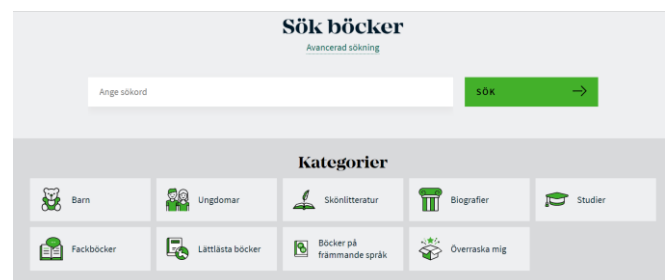 Sök böcker
Avancerad sökning
Ange sökord
SÖK
Kategorier
Barn
Ungdomar
Skönlitteratur
Biografier
Studier
Fackböcker
Lättlästa böcker
Böcker på
främmande språk
Överraska mig